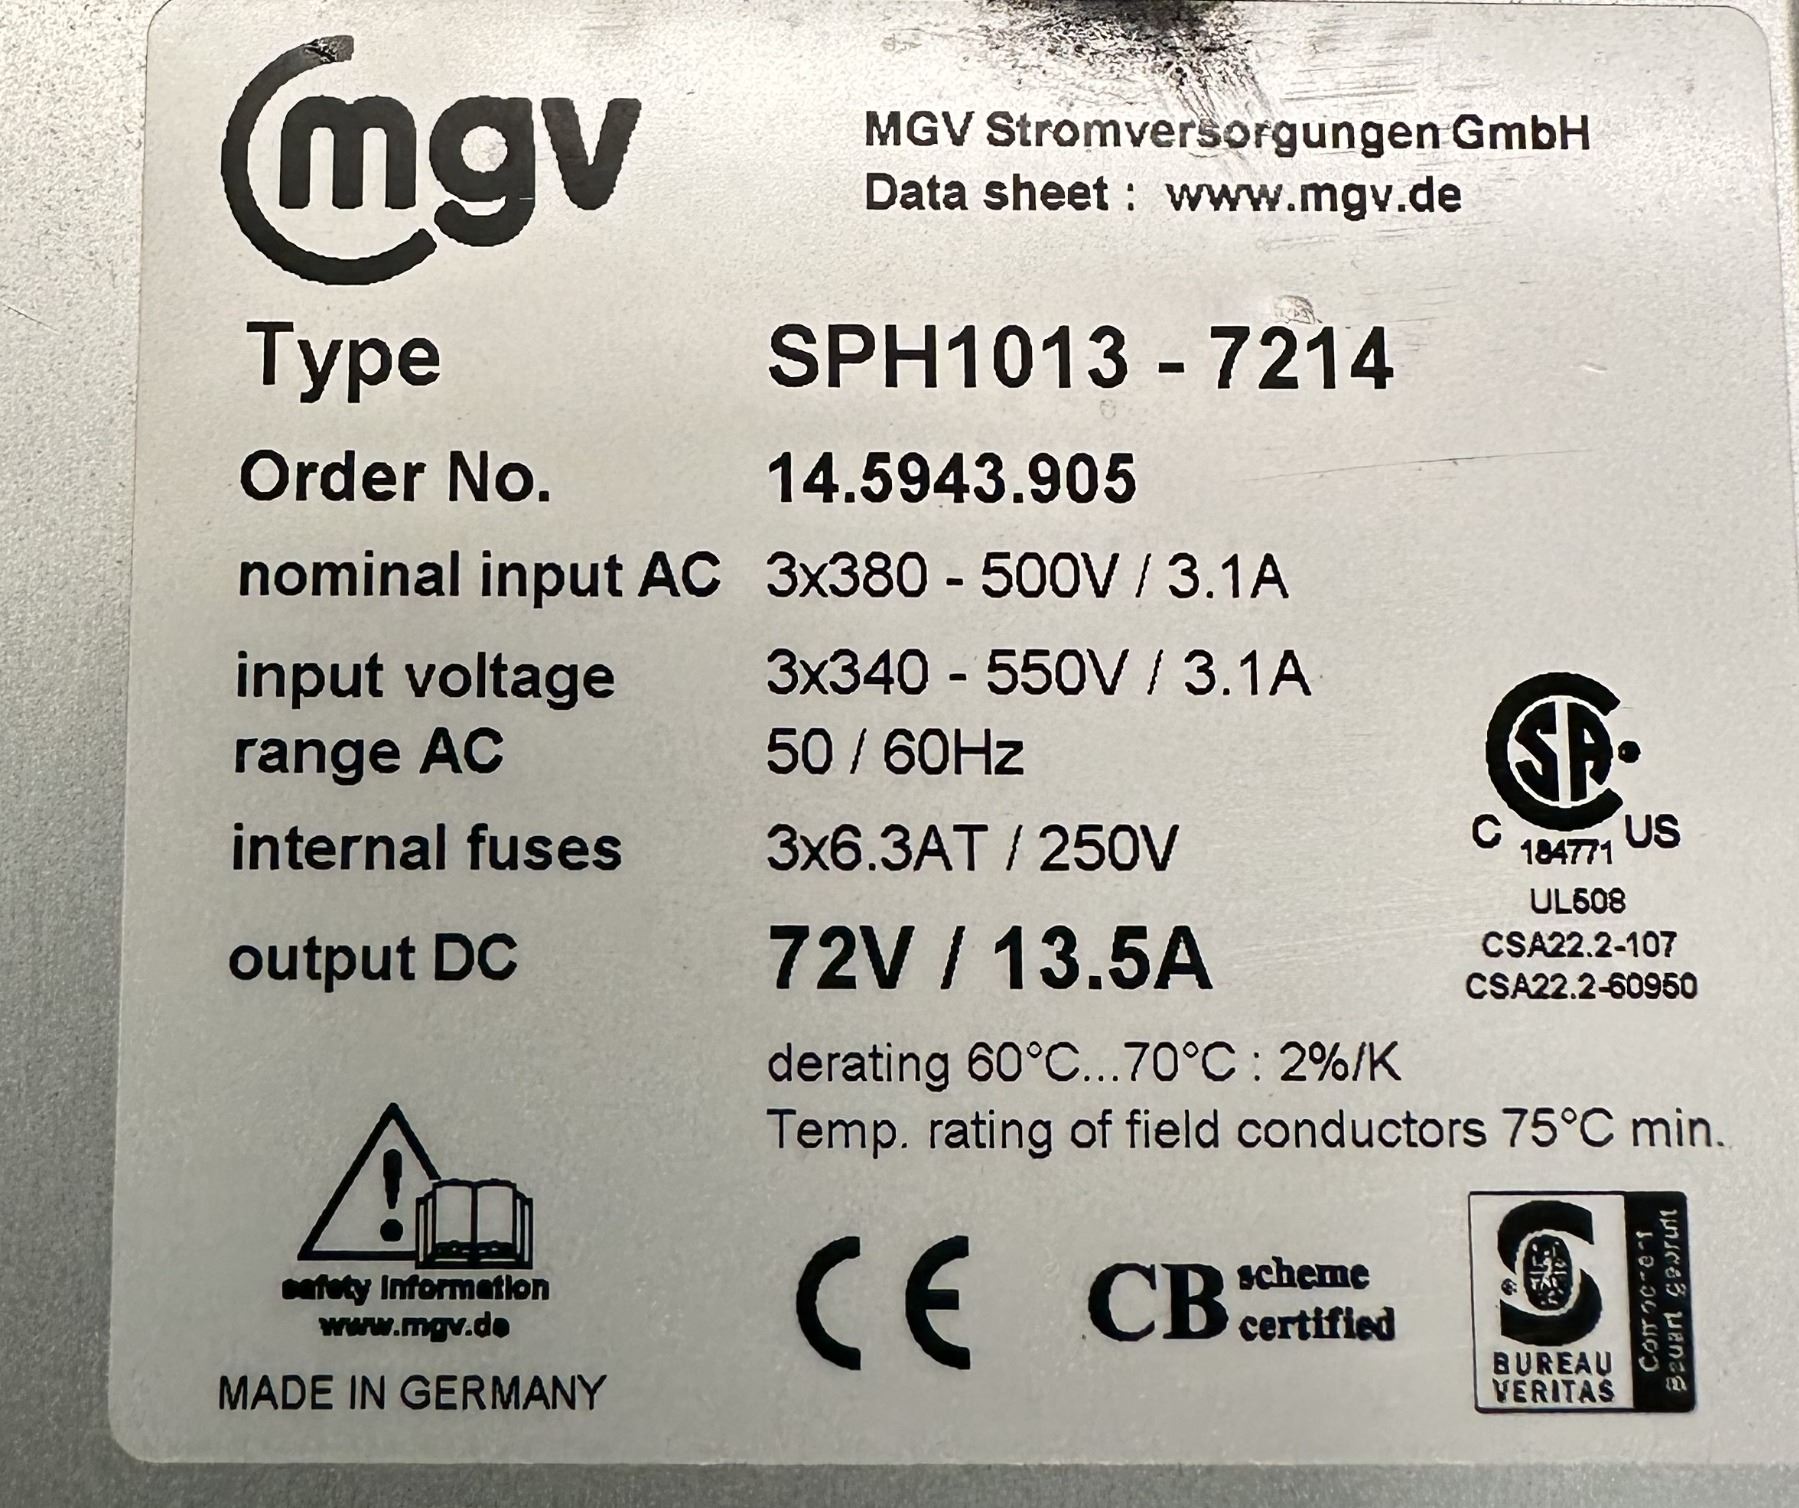 mgv
MGV Stromversorgungen GmbH
Data sheet : www.mgv.de
Type SPH1013 - 7214
Order No. 14.5943.905
nominal input AC 3x380 - 500V / 3.1A
input voltage 3x340 - 550V / 3.1A
range AC 50 / 60Hz
internal fuses 3x6.3AT / 250V
output DC 72V / 13.5A
derating 60°C...70°C : 2%/K
Temp. rating of field conductors 75°C min.
CSA
C 184771 US
UL508
CSA22.2-107
CSA22.2-60950
safety information
www.mgv.de
MADE IN GERMANY
CE
CB scheme
certified
BUREAU
VERITAS
Bauart geprüft